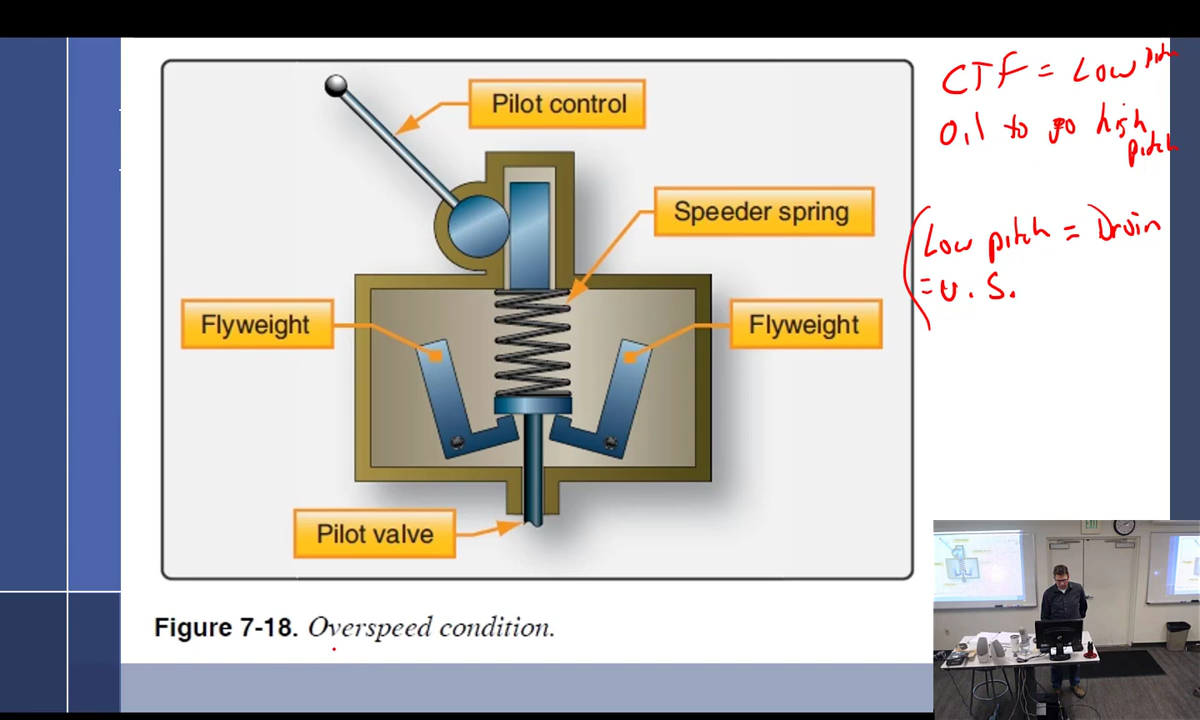 Pilot control
Speeder spring
Flyweight
Flyweight
Pilot valve
Figure 7-18. Overspeed condition.
CTF = Low pitch
Oil to go high
pitch
Low pitch = Drain
= U.S.
EXIT